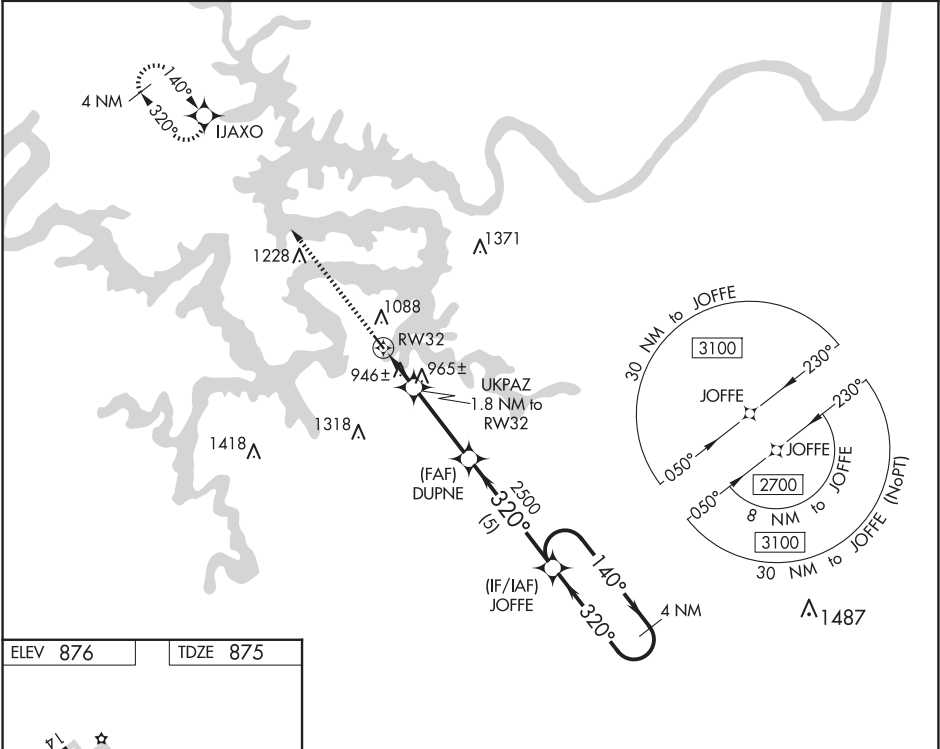 140°
4 NM
320°
IJAXO
1371
1228
1088
RW32
946±
965±
UKPAZ
1.8 NM to
RW32
1318
1418
(FAF)
DUPNE
2500
320°
(5)
(IF/IAF)
JOFFE
140°
320°
4 NM
30 NM to JOFFE
3100
230°
JOFFE
050°
230°
JOFFE
050°
2700
8 NM to JOFFE
3100
30 NM to JOFFE (NoPT)
1487
ELEV 876
TDZE 875
14